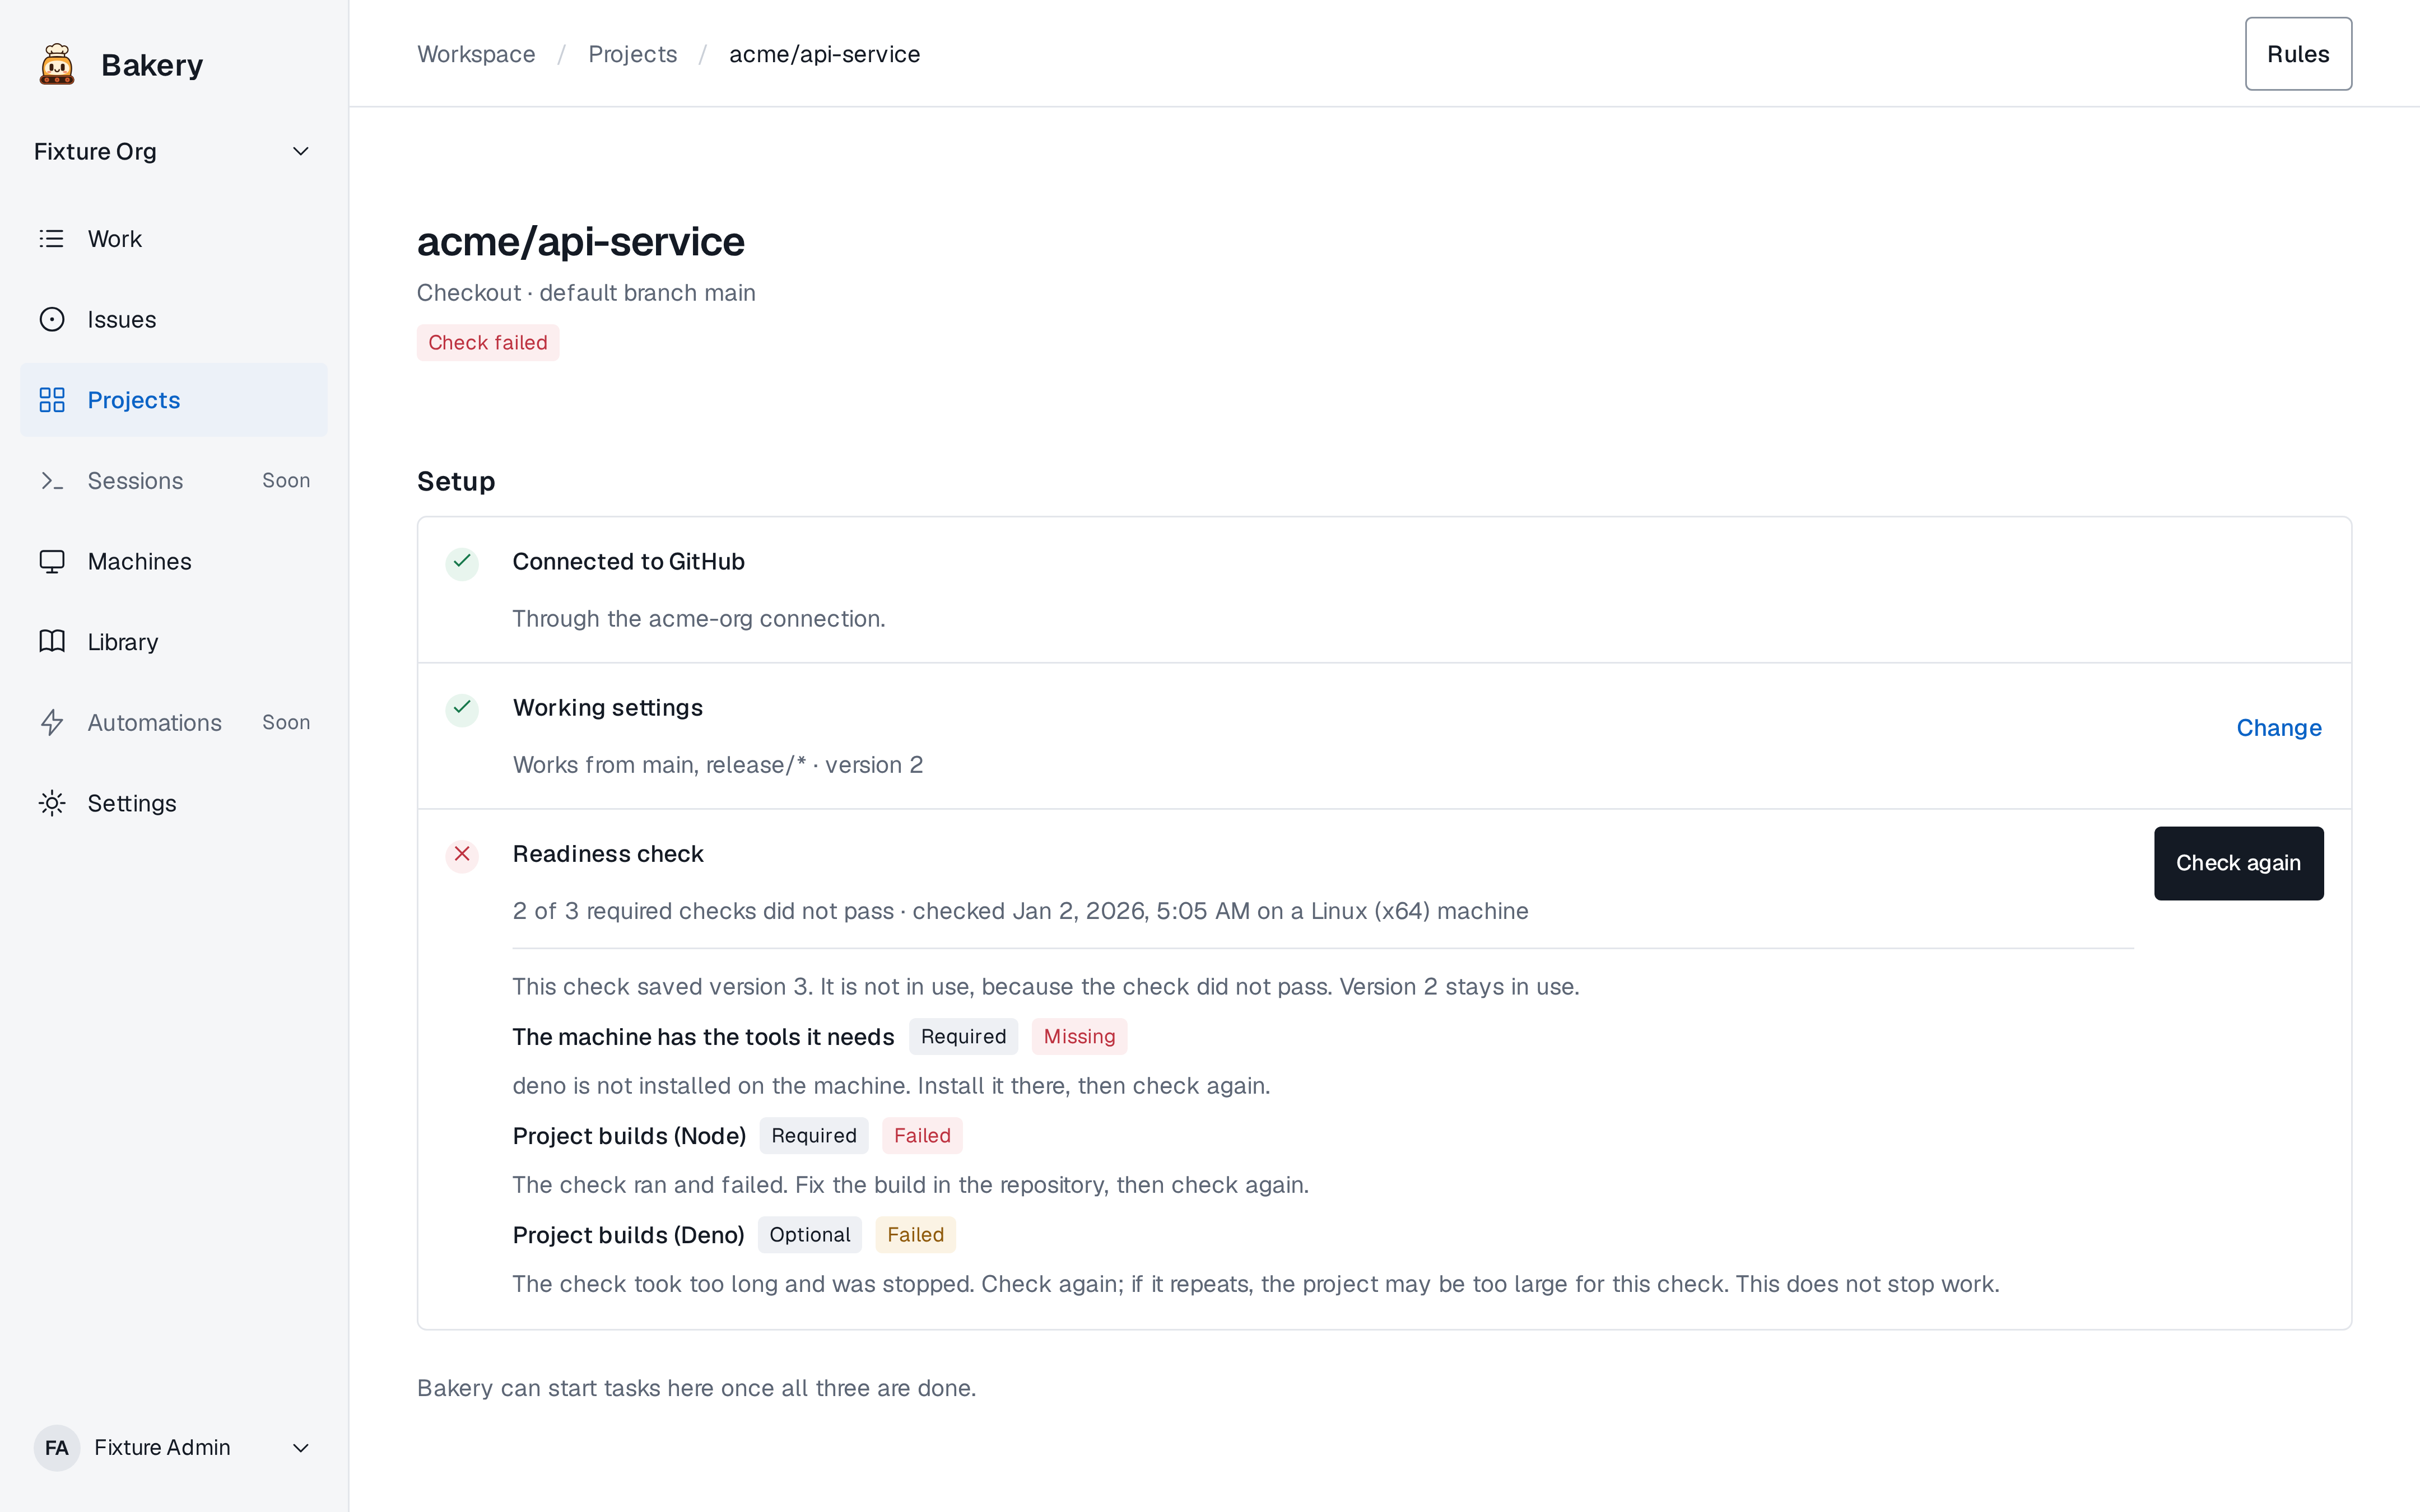 Bakery
Fixture Org
Work
Issues
Projects
Sessions Soon
Machines
Library
Automations Soon
Settings
FA Fixture Admin
Workspace / Projects / acme/api-service
Rules
acme/api-service
Checkout · default branch main
Check failed
Setup
Connected to GitHub
Through the acme-org connection.
Working settings
Works from main, release/* · version 2
Change
Readiness check
2 of 3 required checks did not pass · checked Jan 2, 2026, 5:05 AM on a Linux (x64) machine
Check again
This check saved version 3. It is not in use, because the check did not pass. Version 2 stays in use.
The machine has the tools it needs Required Missing
deno is not installed on the machine. Install it there, then check again.
Project builds (Node) Required Failed
The check ran and failed. Fix the build in the repository, then check again.
Project builds (Deno) Optional Failed
The check took too long and was stopped. Check again; if it repeats, the project may be too large for this check. This does not stop work.
Bakery can start tasks here once all three are done.